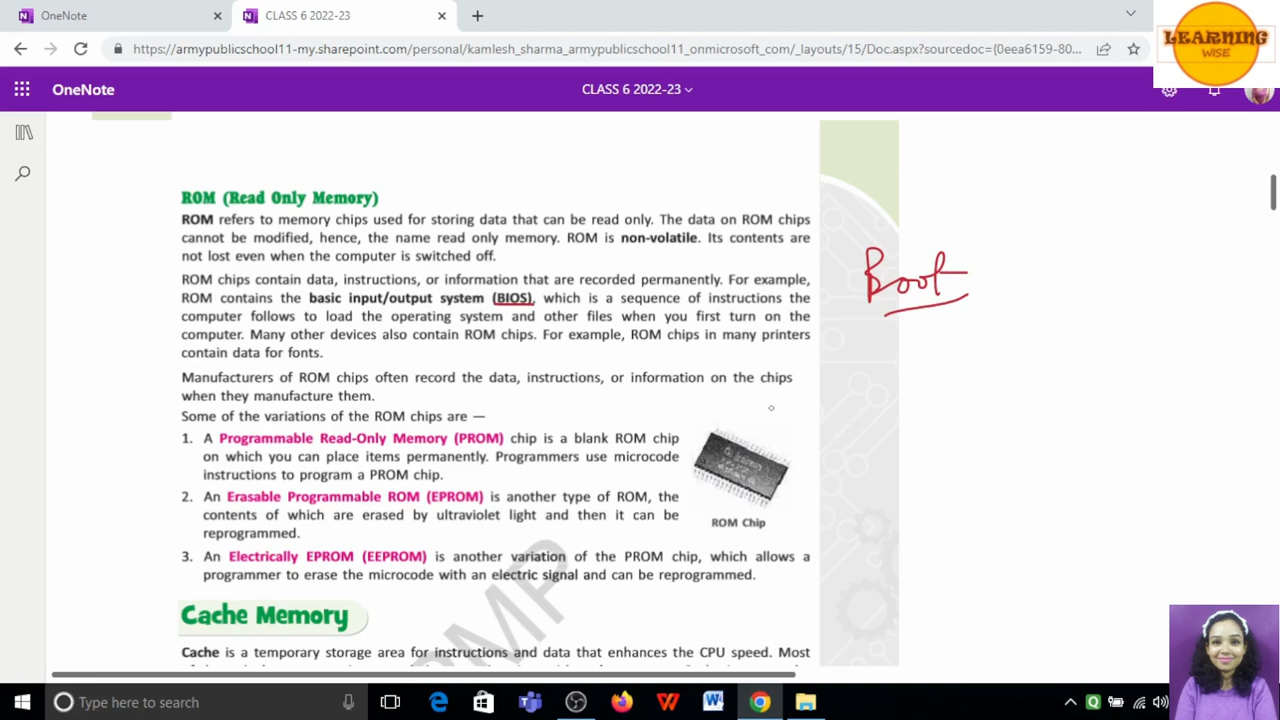 OneNote
CLASS 6 2022-23
https://armypublicschool11-my.sharepoint.com/personal/kamlesh_sharma_armypublicschool11_onmicrosoft_com/_layouts/15/Doc.aspx?sourcedoc={0eea6159-80...
LEARNING
WISE
OneNote
CLASS 6 2022-23
ROM (Read Only Memory)
ROM refers to memory chips used for storing data that can be read only. The data on ROM chips
cannot be modified, hence, the name read only memory. ROM is non-volatile. Its contents are
not lost even when the computer is switched off.
Boot
ROM chips contain data, instructions, or information that are recorded permanently. For example,
ROM contains the basic input/output system (BIOS), which is a sequence of instructions the
computer follows to load the operating system and other files when you first turn on the
computer. Many other devices also contain ROM chips. For example, ROM chips in many printers
contain data for fonts.
Manufacturers of ROM chips often record the data, instructions, or information on the chips
when they manufacture them.
Some of the variations of the ROM chips are —
1. A Programmable Read-Only Memory (PROM) chip is a blank ROM chip
on which you can place items permanently. Programmers use microcode
instructions to program a PROM chip.
2. An Erasable Programmable ROM (EPROM) is another type of ROM, the
contents of which are erased by ultraviolet light and then it can be
reprogrammed.
ROM Chip
3. An Electrically EPROM (EEPROM) is another variation of the PROM chip, which allows a
programmer to erase the microcode with an electric signal and can be reprogrammed.
Cache Memory
Cache is a temporary storage area for instructions and data that enhances the CPU speed. Most
Type here to search